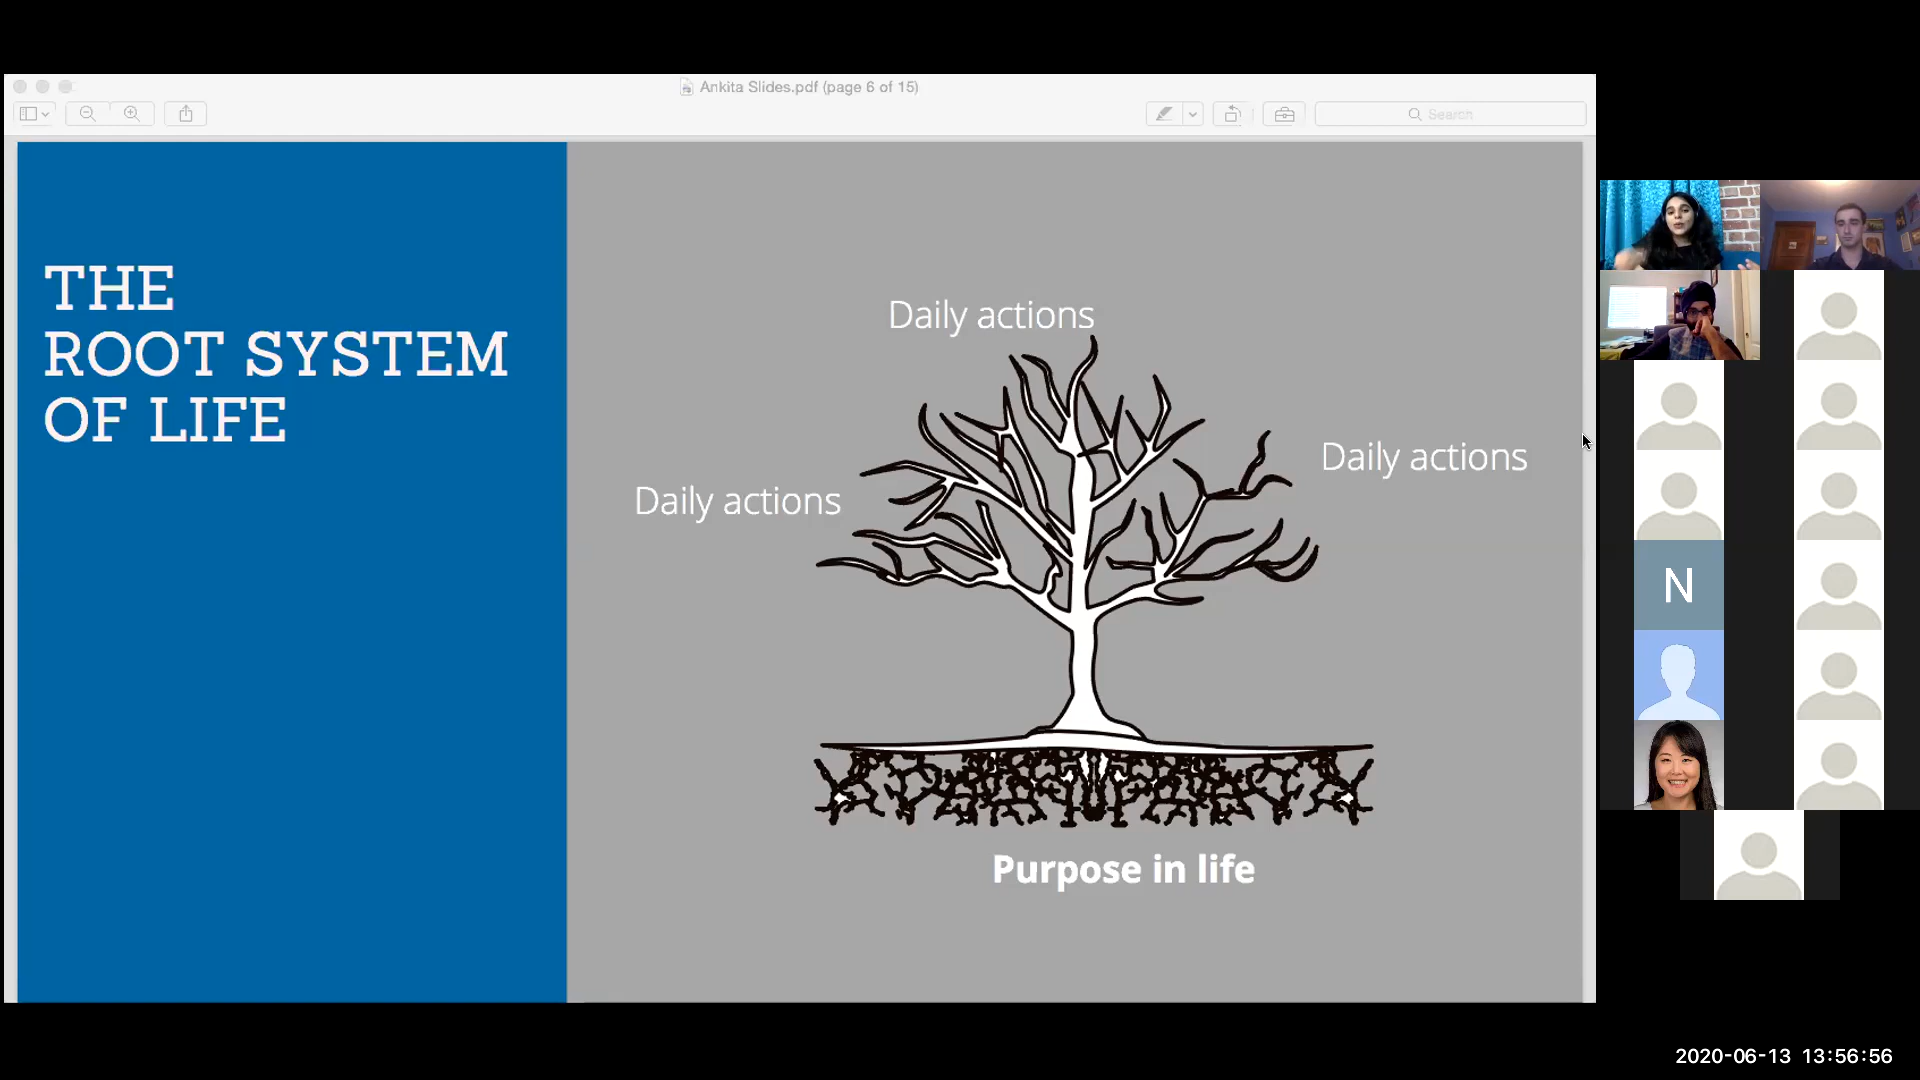 Ankita Slides.pdf (page 6 of 15)
Search
THE
ROOT SYSTEM
OF LIFE
Daily actions
Daily actions
Daily actions
Purpose in life
N
2020-06-13 13:56:56